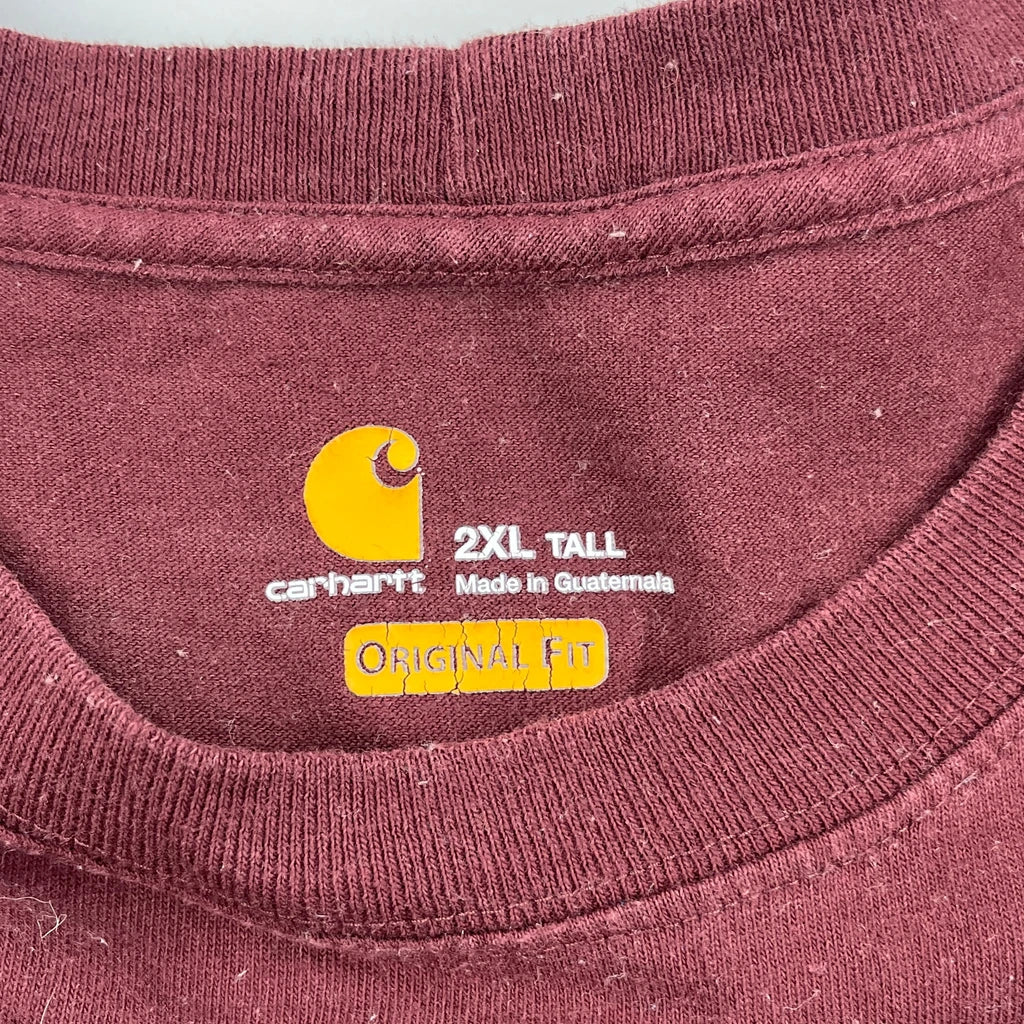 2XL TALL
carhartt
Made in Guatemala
ORIGINAL FIT